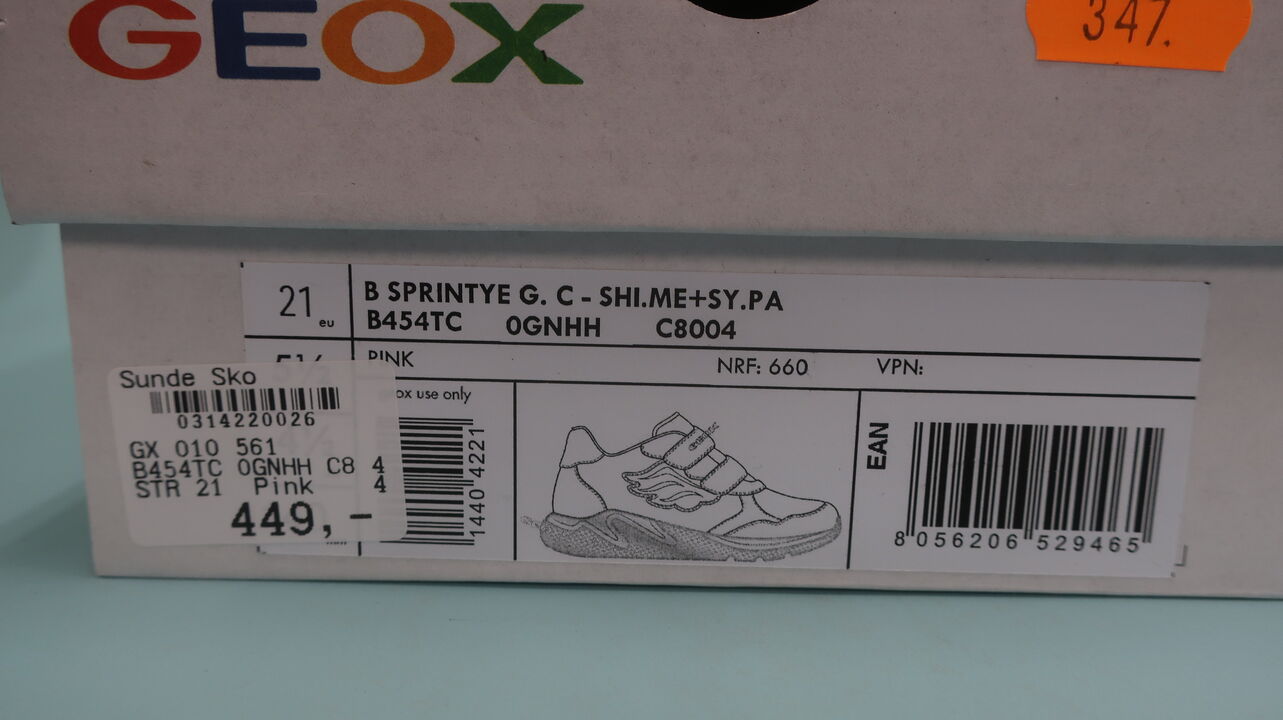 GEOX
347.
21 eu
B SPRINTYE G. C - SHI.ME+SY.PA
B454TC 0GNHH C8004
5½
PINK
NRF: 660
VPN:
Sunde Sko
0314220026
GX 010 561
B454TC 0GNHH C8 4
STR 21 Pink 4
449,-
ox use only
1440 4221
EAN
8 056206 529465